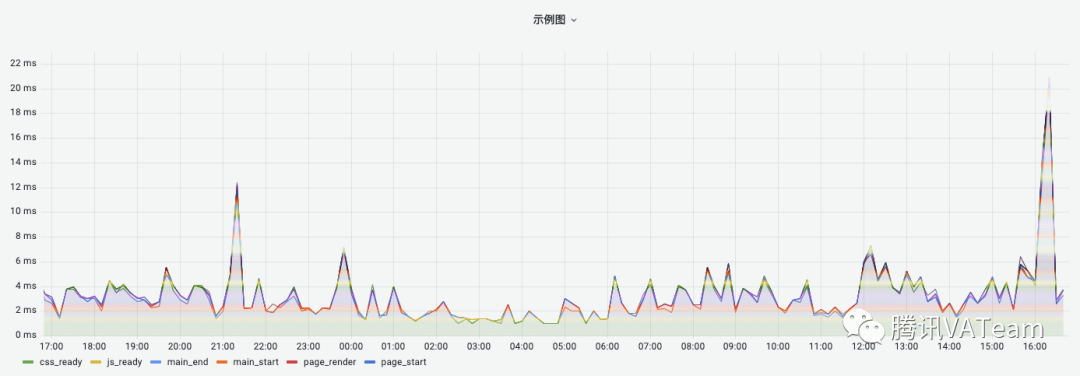 示例图
22 ms
20 ms
18 ms
16 ms
14 ms
12 ms
10 ms
8 ms
6 ms
4 ms
2 ms
0 ms
17:00 18:00 19:00 20:00 21:00 22:00 23:00 00:00 01:00 02:00 03:00 04:00 05:00 06:00 07:00 08:00 09:00 10:00 11:00 12:00 13:00 14:00 15:00 16:00
css_ready js_ready main_end main_start page_render page_start
腾讯VATeam